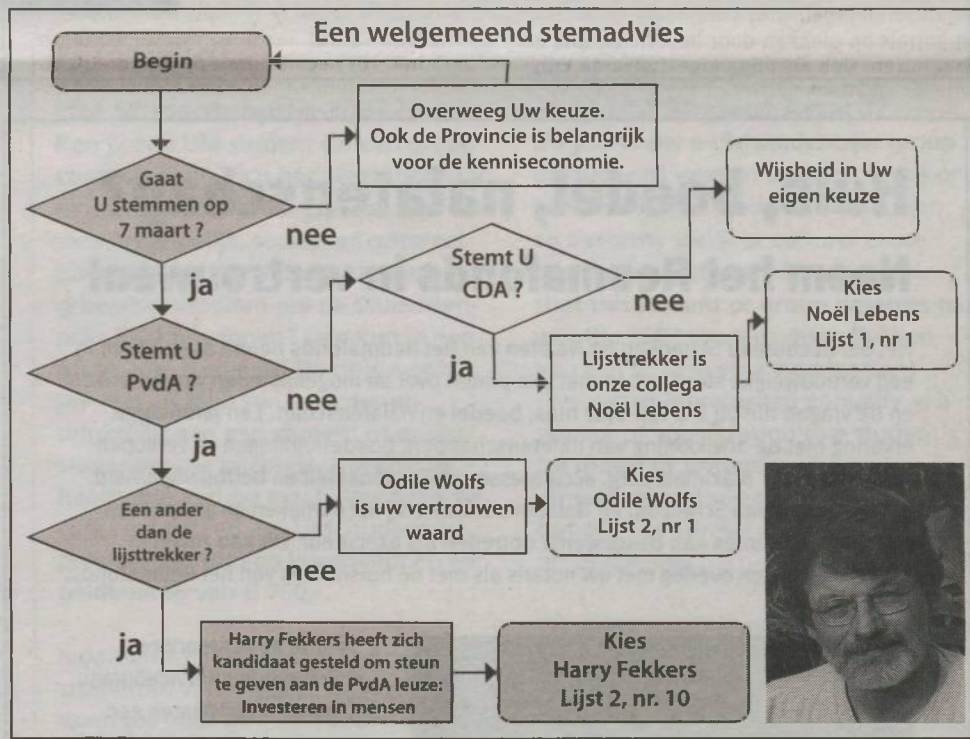 Een welgemeend stemadvies
Begin
Overweeg Uw keuze.
Ook de Provincie is belangrijk
voor de kenniseconomie.
Gaat
U stemmen op
7 maart ?
nee
Wijsheid in Uw
eigen keuze
Stemt U
CDA ?
nee
ja
Kies
Noël Lebens
Lijst 1, nr 1
Stemt U
PvdA ?
nee
ja
Lijsttrekker is
onze collega
Noël Lebens
ja
Een ander
dan de
lijsttrekker ?
nee
Odile Wolfs
is uw vertrouwen
waard
Kies
Odile Wolfs
Lijst 2, nr 1
ja
Harry Fekkers heeft zich
kandidaat gesteld om steun
te geven aan de PvdA leuze:
Investeren in mensen
Kies
Harry Fekkers
Lijst 2, nr. 10